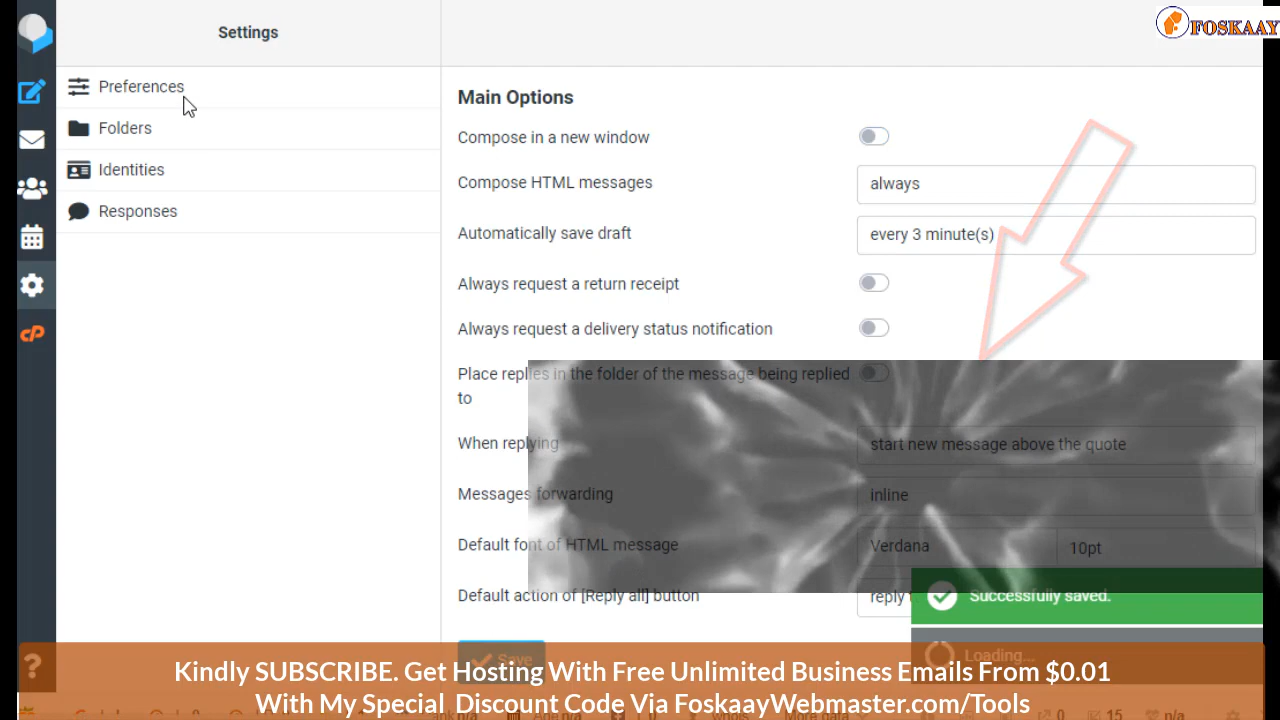 Settings
FOSKAAY
Preferences
Folders
Identities
Responses
cP
Main Options
Compose in a new window
Compose HTML messages
always
Automatically save draft
every 3 minute(s)
Always request a return receipt
Always request a delivery status notification
Place replies in the folder of the message being replied
to
When replying
start new message above the quote
Messages forwarding
inline
Default font of HTML message
Verdana
10pt
Default action of [Reply all] button
reply
Successfully saved.
Save
Loading...
?
Kindly SUBSCRIBE. Get Hosting With Free Unlimited Business Emails From $0.01
With My Special Discount Code Via FoskaayWebmaster.com/Tools